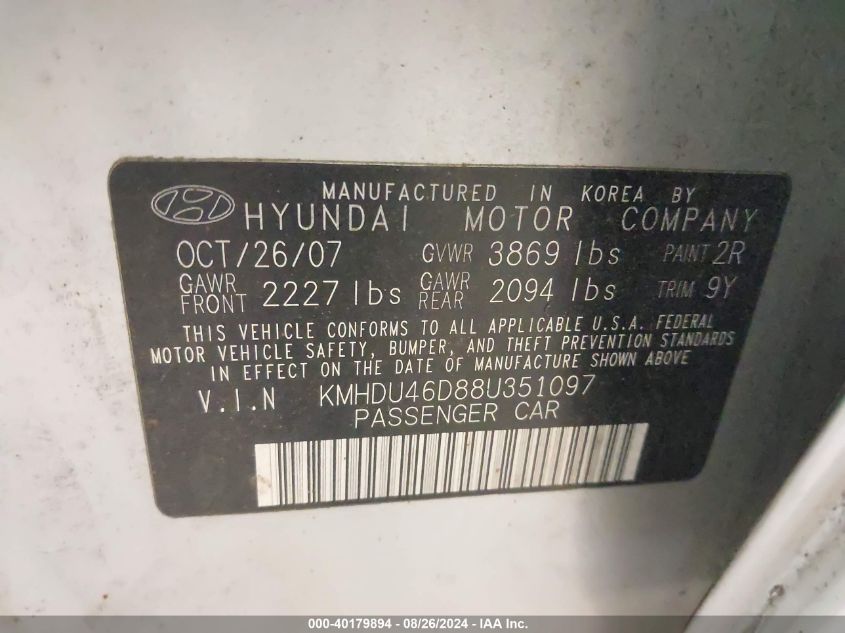 MANUFACTURED IN KOREA BY
HYUNDAI MOTOR COMPANY
OCT/26/07 GVWR 3869 lbs PAINT 2R
GAWR FRONT 2227 lbs GAWR REAR 2094 lbs TRIM 9Y
THIS VEHICLE CONFORMS TO ALL APPLICABLE U.S.A. FEDERAL
MOTOR VEHICLE SAFETY, BUMPER, AND THEFT PREVENTION STANDARDS
IN EFFECT ON THE DATE OF MANUFACTURE SHOWN ABOVE
V.I.N KMHDU46D88U351097
PASSENGER CAR
000-40179894 - 08/26/2024 - IAA Inc.